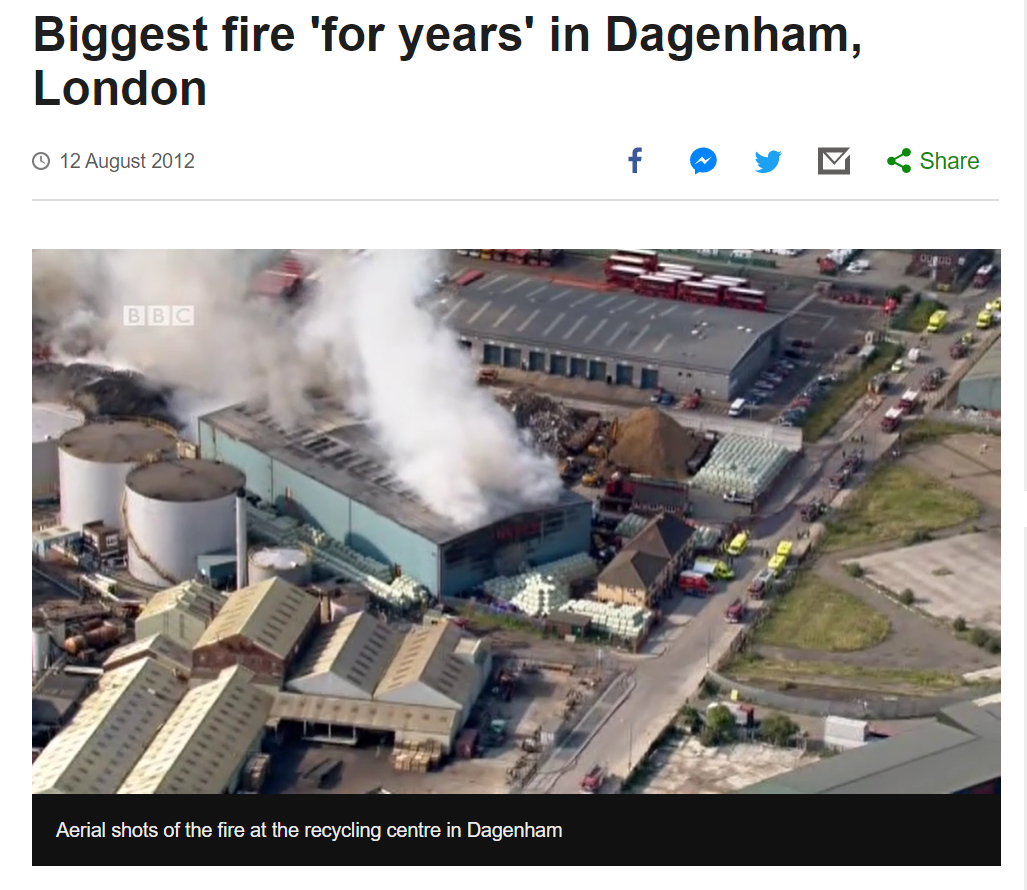 Biggest fire 'for years' in Dagenham,
London
12 August 2012
Share
BBC
Aerial shots of the fire at the recycling centre in Dagenham